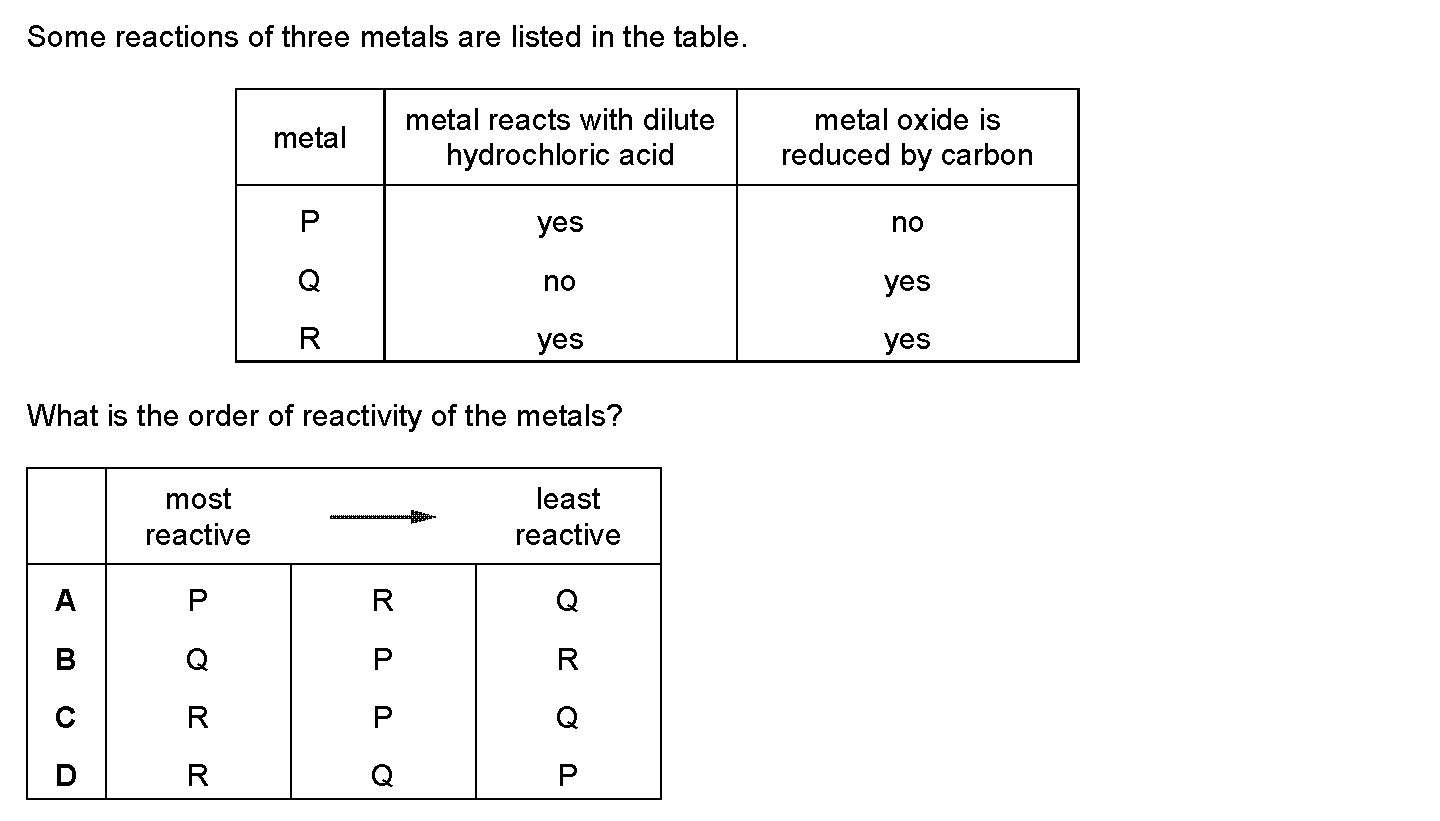 Some reactions of three metals are listed in the table.
metal
metal reacts with dilute
hydrochloric acid
metal oxide is
reduced by carbon
P yes no
Q no yes
R yes yes
What is the order of reactivity of the metals?
most
reactive
least
reactive
A P R Q
B Q P R
C R P Q
D R Q P